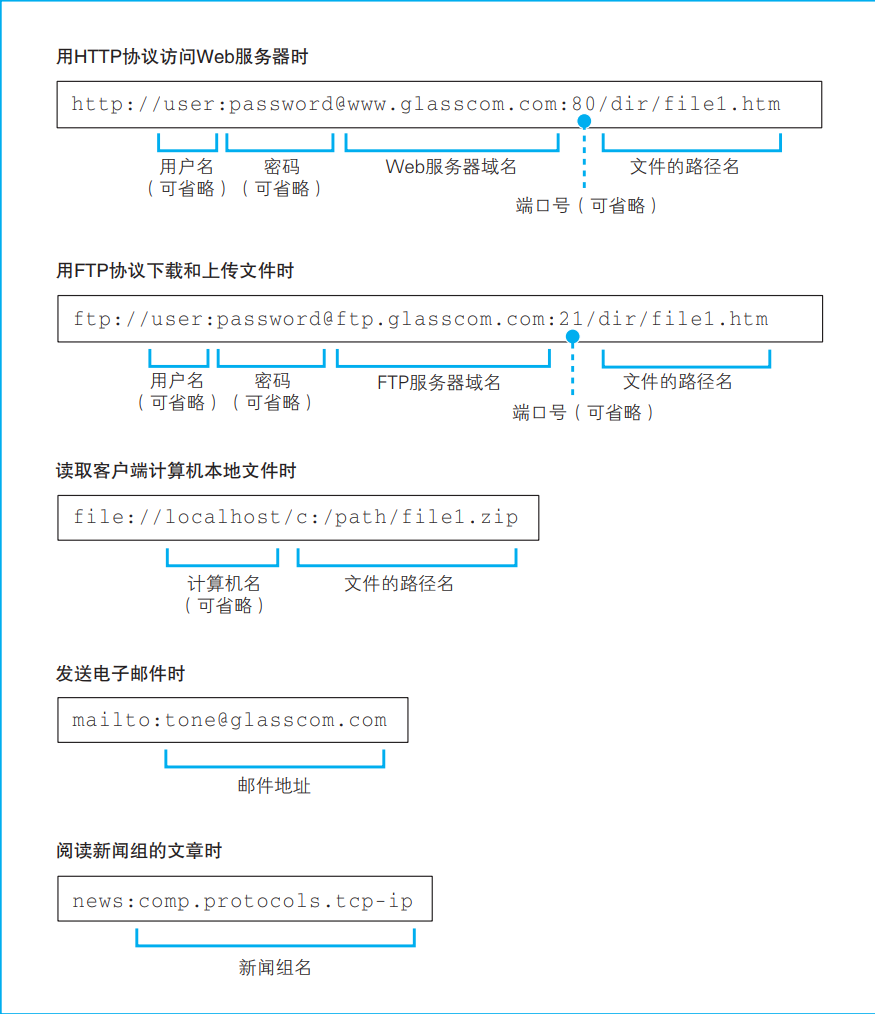 用HTTP协议访问Web服务器时
http://user:password@www.glasscom.com:80/dir/file1.htm
用户名 密码 Web服务器域名 文件的路径名
（可省略）（可省略）
端口号（可省略）
用FTP协议下载和上传文件时
ftp://user:password@ftp.glasscom.com:21/dir/file1.htm
用户名 密码 FTP服务器域名 文件的路径名
（可省略）（可省略）
端口号（可省略）
读取客户端计算机本地文件时
file://localhost/c:/path/file1.zip
计算机名 文件的路径名
（可省略）
发送电子邮件时
mailto:tone@glasscom.com
邮件地址
阅读新闻组的文章时
news:comp.protocols.tcp-ip
新闻组名